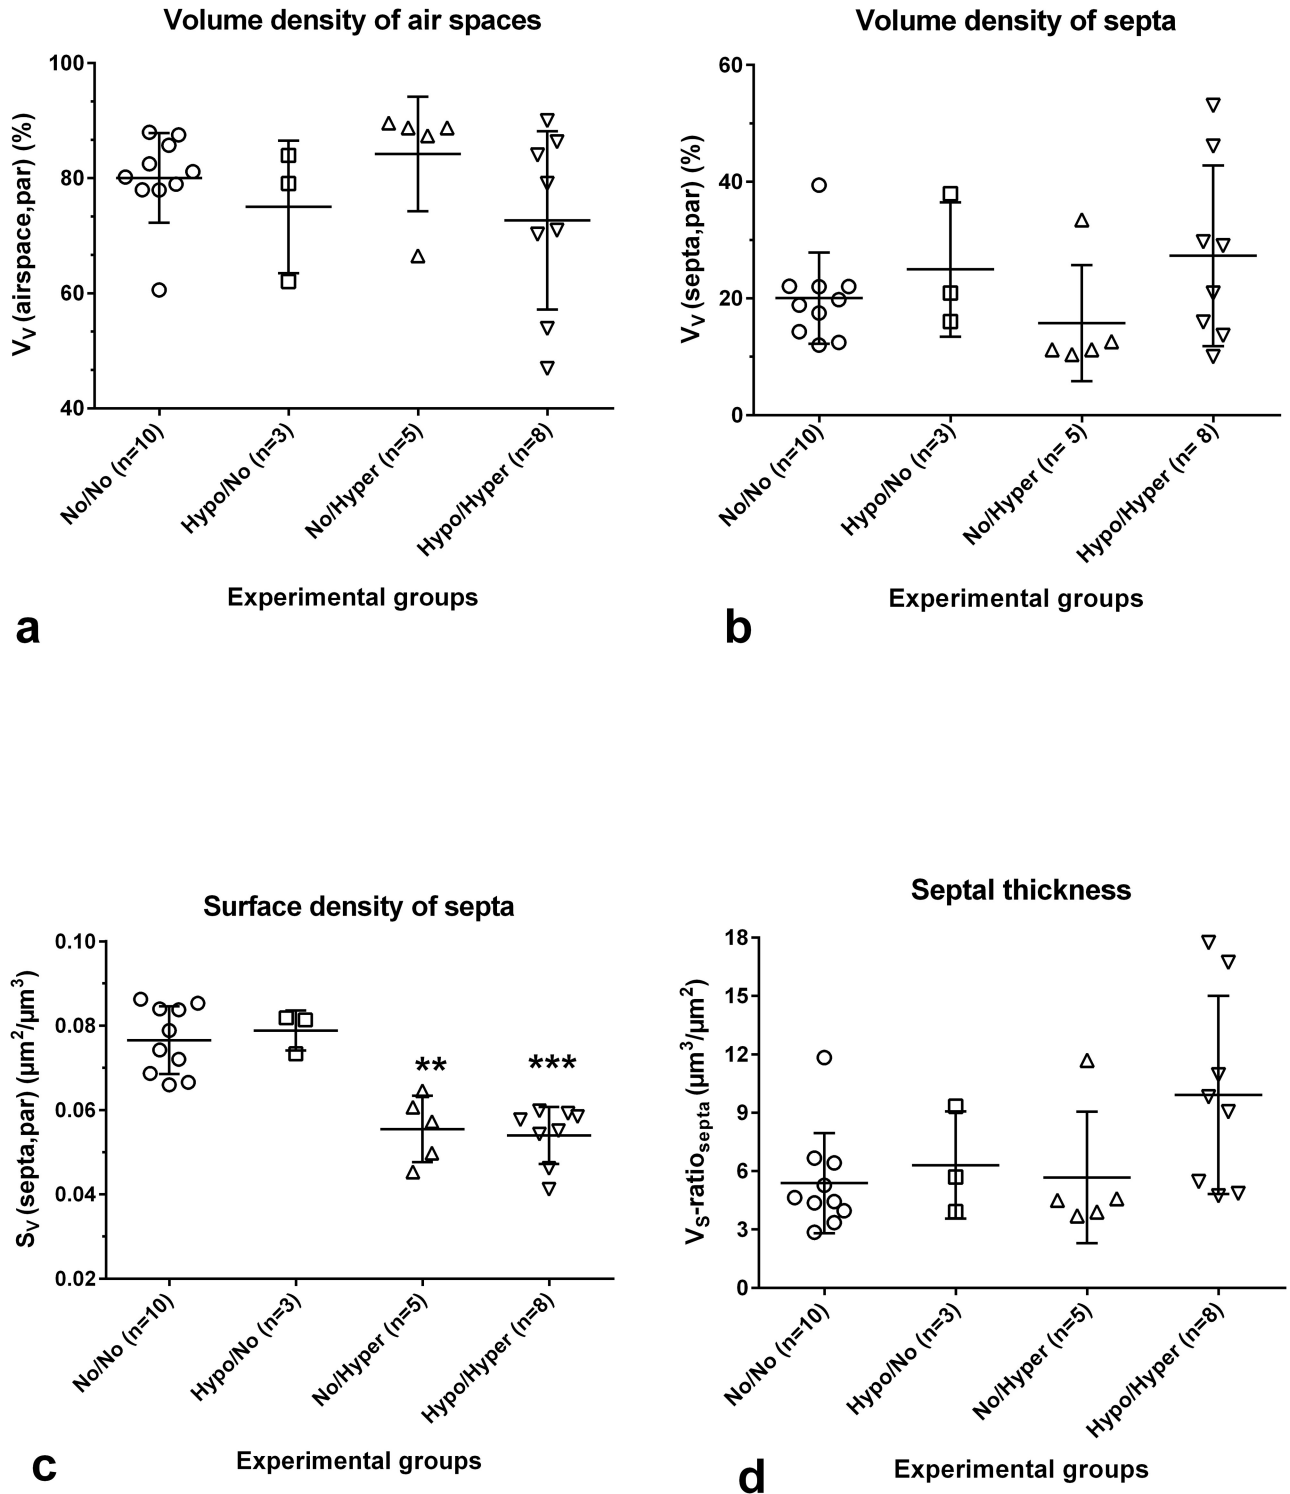 Volume density of air spaces
V_V (airspace,par) (%)
100
80
60
40
No/No (n=10)
Hypo/No (n=3)
No/Hyper (n=5)
Hypo/Hyper (n=8)
Experimental groups
a
Volume density of septa
V_V (septa,par) (%)
60
40
20
0
No/No (n=10)
Hypo/No (n=3)
No/Hyper (n= 5)
Hypo/Hyper (n= 8)
Experimental groups
b
Surface density of septa
S_V (septa,par) (µm²/µm³)
0.10
0.08
0.06
0.04
0.02
**
***
No/No (n=10)
Hypo/No (n=3)
No/Hyper (n=5)
Hypo/Hyper (n=8)
Experimental groups
c
Septal thickness
V_S-ratio_septa (µm³/µm²)
18
15
12
9
6
3
0
No/No (n=10)
Hypo/No (n=3)
No/Hyper (n=5)
Hypo/Hyper (n=8)
Experimental groups
d